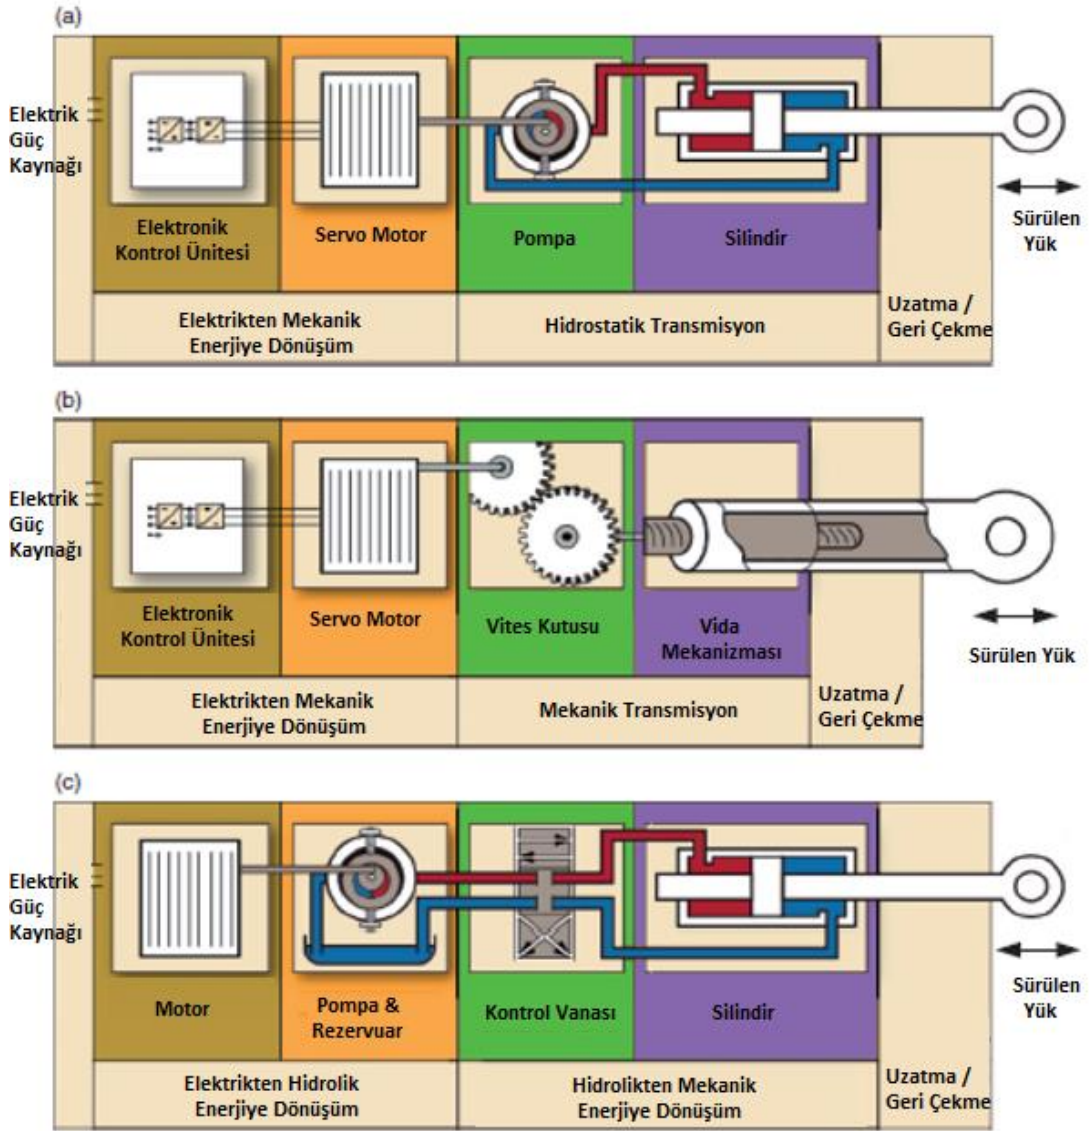 (a)
Elektrik
Güç
Kaynağı
Elektronik
Kontrol Ünitesi
Servo Motor
Pompa
Silindir
Sürülen
Yük
Elektrikten Mekanik
Enerjiye Dönüşüm
Hidrostatik Transmisyon
Uzatma /
Geri Çekme
(b)
Elektrik
Güç
Kaynağı
Elektronik
Kontrol Ünitesi
Servo Motor
Vites Kutusu
Vida
Mekanizması
Sürülen Yük
Elektrikten Mekanik
Enerjiye Dönüşüm
Mekanik Transmisyon
Uzatma /
Geri Çekme
(c)
Elektrik
Güç
Kaynağı
Motor
Pompa &
Rezervuar
Kontrol Vanası
Silindir
Sürülen
Yük
Elektrikten Hidrolik
Enerjiye Dönüşüm
Hidrolikten Mekanik
Enerjiye Dönüşüm
Uzatma /
Geri Çekme